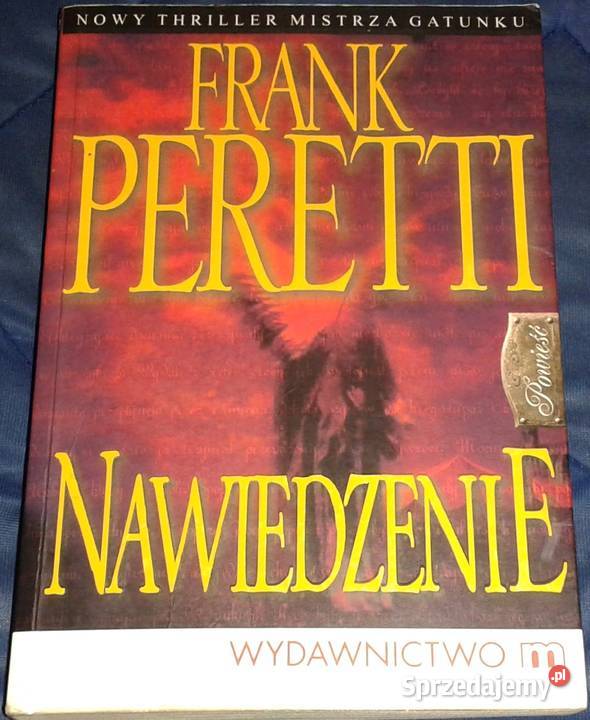 NOWY THRILLER MISTRZA GATUNKU
FRANK
PERETTI
Powieść
NAWIEDZENIE
WYDAWNICTWO m
Sprzedajemy.pl